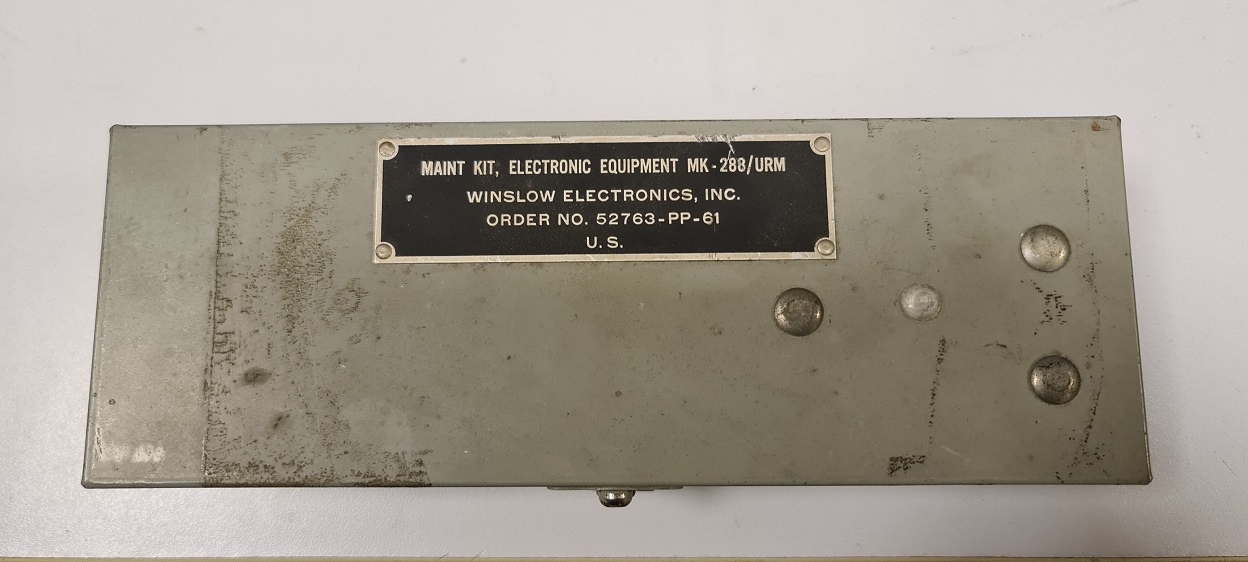 MAINT KIT, ELECTRONIC EQUIPMENT MK-288/URM
WINSLOW ELECTRONICS, INC.
ORDER NO. 52763-PP-61
U.S.